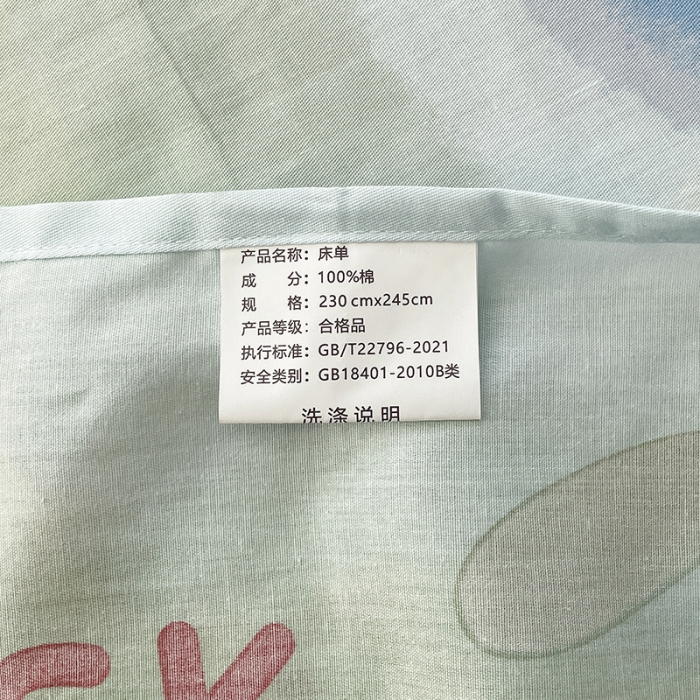 产品名称：床单
成　　分：100%棉
规　　格：230 cmx245cm
产品等级：合格品
执行标准：GB/T22796-2021
安全类别：GB18401-2010B类
洗涤说明
CK